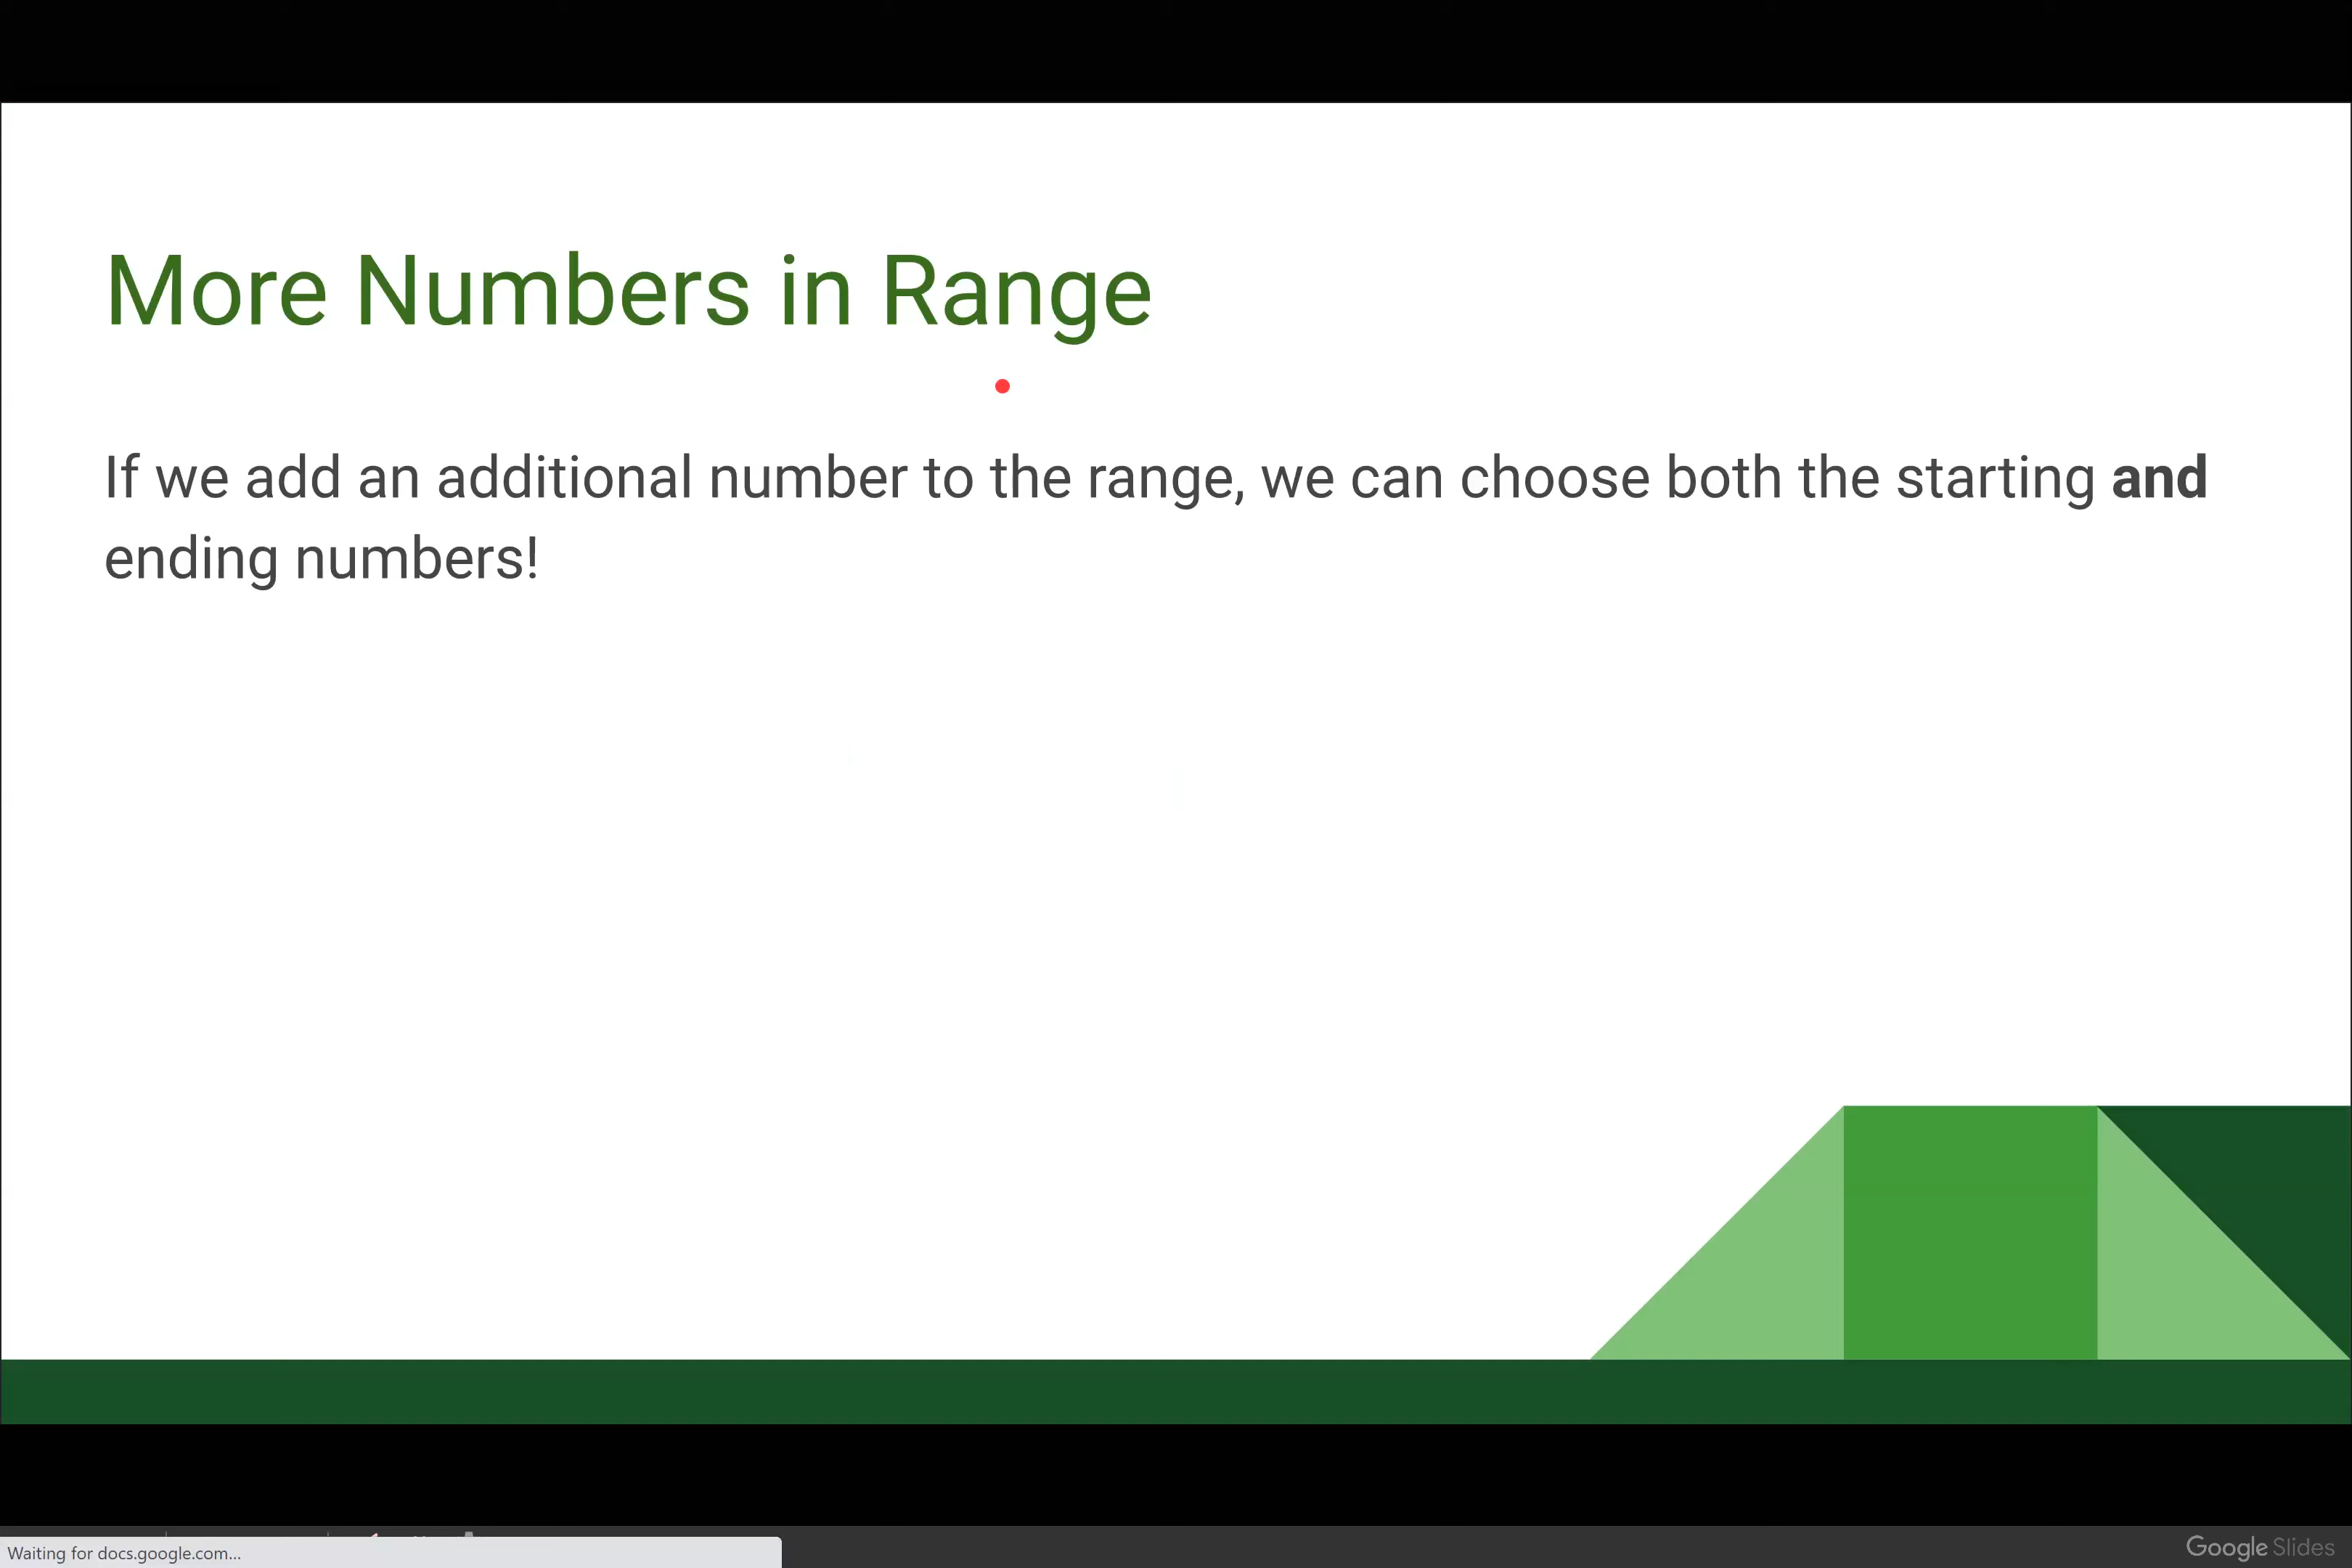 More Numbers in Range
If we add an additional number to the range, we can choose both the starting and
ending numbers!
Waiting for docs.google.com...
Google Slides